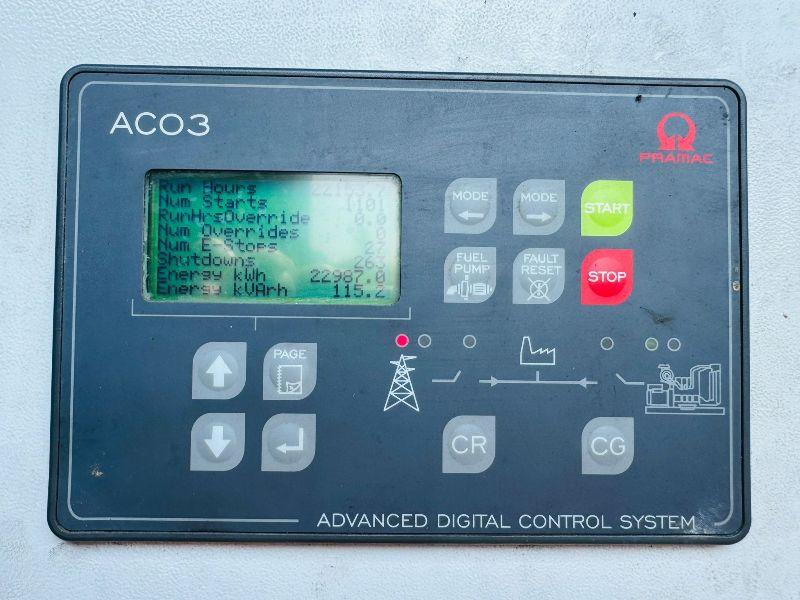 AC03
PRAMAC
Run Hours
Num Starts 1101
RunHrsOverride 0.0
Num Overrides 0
Num E-Stops
Shutdowns 263
Energy kWh 22987.0
Energy kVArh 115.2
MODE
MODE
START
FUEL PUMP
FAULT RESET
STOP
PAGE
CR
CG
ADVANCED DIGITAL CONTROL SYSTEM